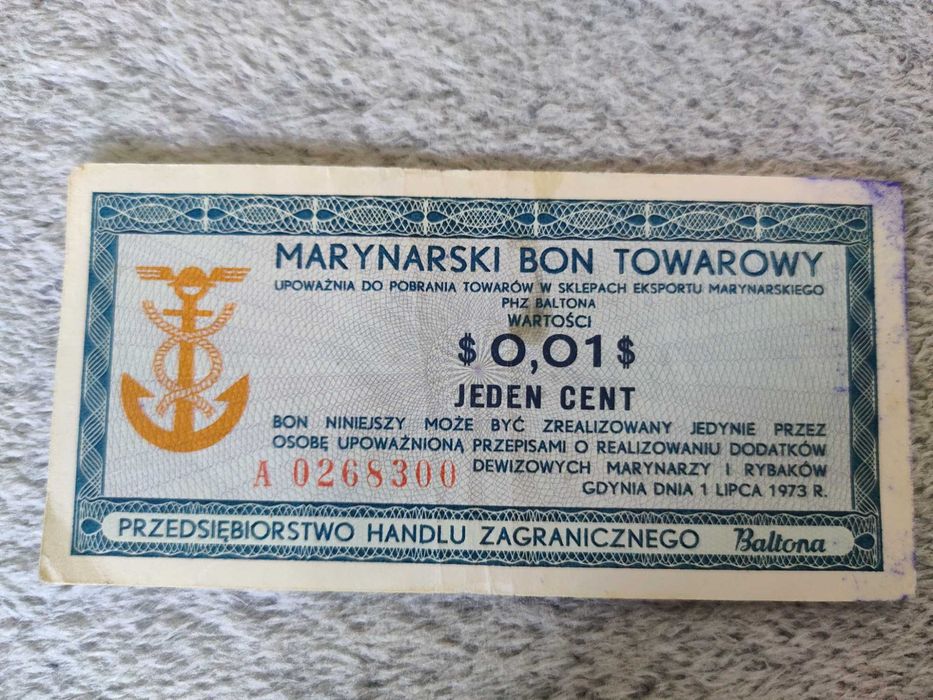 MARYNARSKI BON TOWAROWY
UPOWAŻNIA DO POBRANIA TOWARÓW W SKLEPACH EKSPORTU MARYNARSKIEGO
PHZ BALTONA
WARTOŚCI
$ 0,01 $
JEDEN CENT
BON NINIEJSZY MOŻE BYĆ ZREALIZOWANY JEDYNIE PRZEZ
OSOBĘ UPOWAŻNIONĄ PRZEPISAMI O REALIZOWANIU DODATKÓW
DEWIZOWYCH MARYNARZY I RYBAKÓW
A 0268300
GDYNIA DNIA 1 LIPCA 1973 R.
PRZEDSIĘBIORSTWO HANDLU ZAGRANICZNEGO Baltona